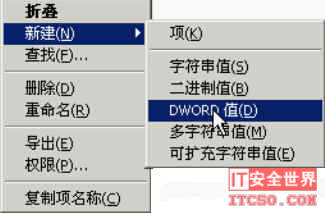 折叠
新建(N)
查找(F)...
删除(D)
重命名(R)
导出(E)
权限(P)...
复制项名称(C)
项(K)
字符串值(S)
二进制值(B)
DWORD 值(D)
多字符串值(M)
可扩充字符串值(E)
IT安全世界
ITCSO.COM